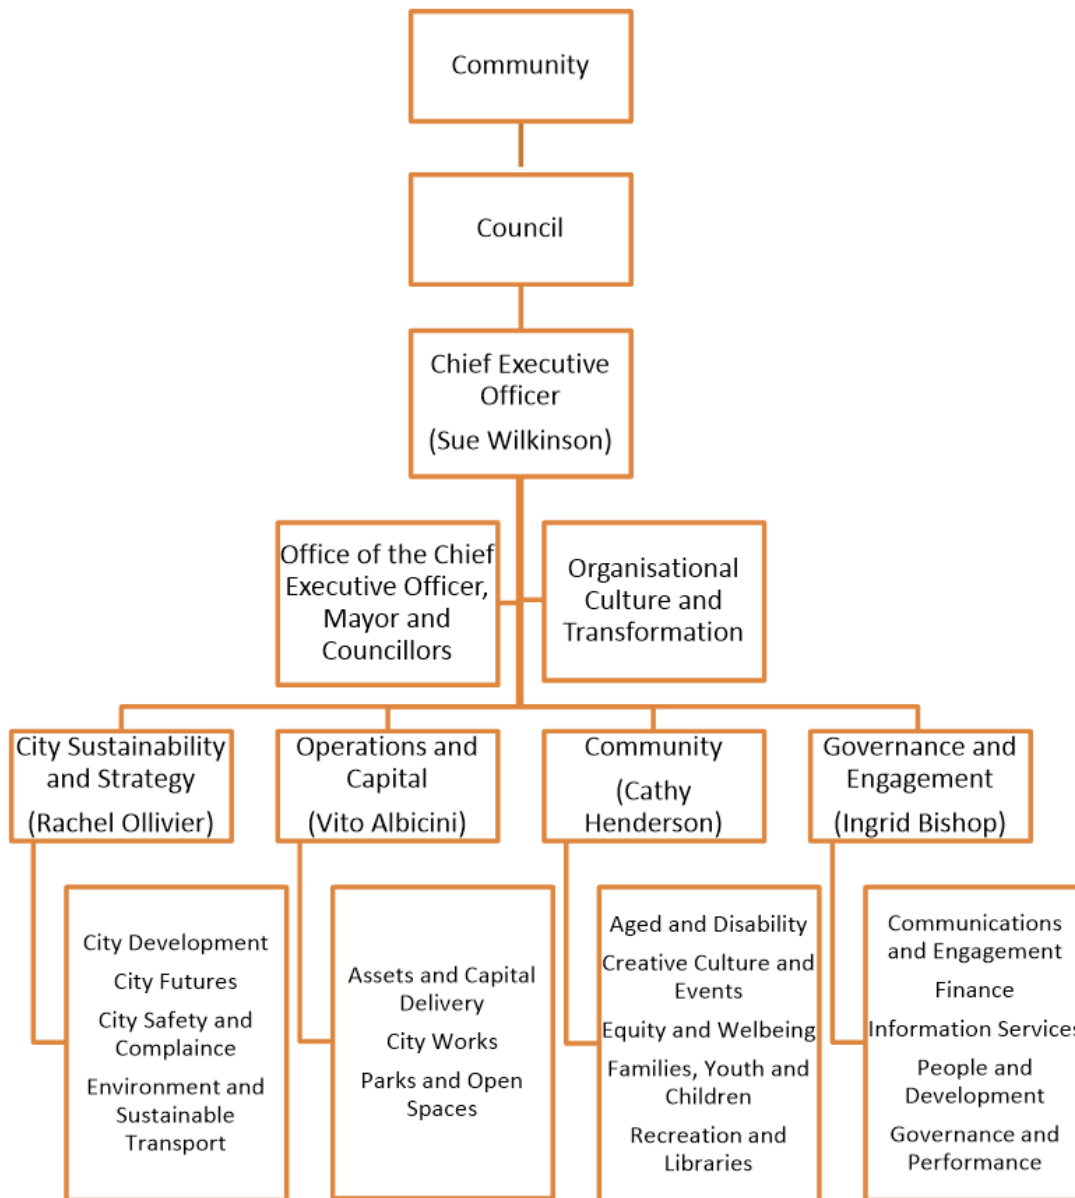 Community
Council
Chief Executive
Officer
(Sue Wilkinson)
Office of the Chief
Executive Officer,
Mayor and
Councillors
Organisational
Culture and
Transformation
City Sustainability
and Strategy
(Rachel Ollivier)
Operations and
Capital
(Vito Albicini)
Community
(Cathy
Henderson)
Governance and
Engagement
(Ingrid Bishop)
City Development
City Futures
City Safety and
Complaince
Environment and
Sustainable
Transport
Assets and Capital
Delivery
City Works
Parks and Open
Spaces
Aged and Disability
Creative Culture and
Events
Equity and Welbeing
Families, Youth and
Children
Recreation and
Libraries
Communications
and Engagement
Finance
Information Services
People and
Development
Governance and
Performance